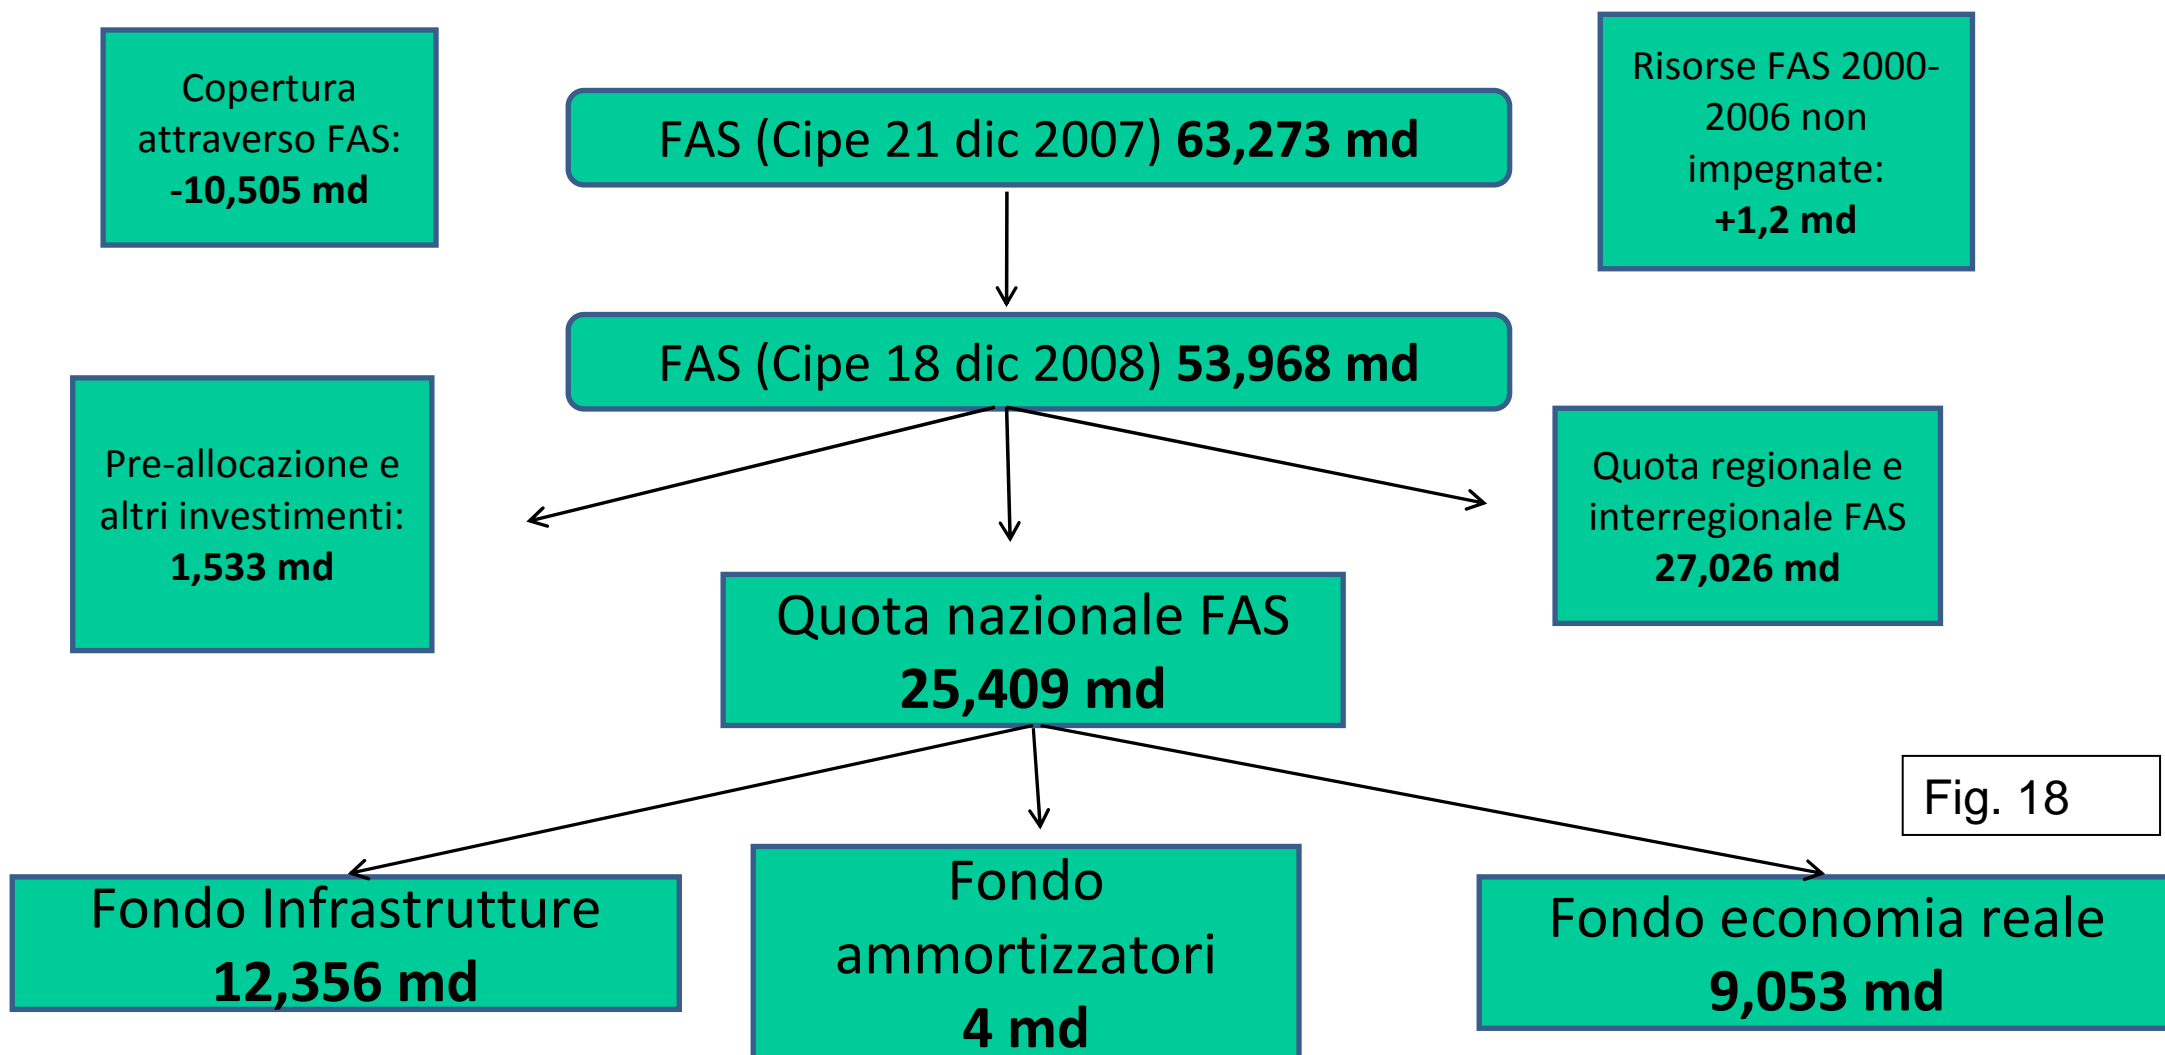 Copertura
attraverso FAS:
-10,505 md
FAS (Cipe 21 dic 2007) 63,273 md
Risorse FAS 2000-
2006 non
impegnate:
+1,2 md
FAS (Cipe 18 dic 2008) 53,968 md
Pre-allocazione e
altri investimenti:
1,533 md
Quota regionale e
interregionale FAS
27,026 md
Quota nazionale FAS
25,409 md
Fig. 18
Fondo Infrastrutture
12,356 md
Fondo
ammortizzatori
4 md
Fondo economia reale
9,053 md